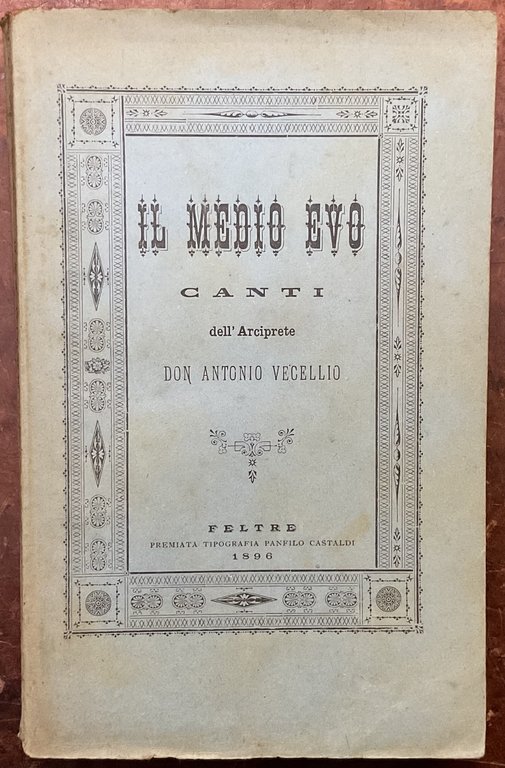 IL MEDIO EVO
CANTI
dell' Arciprete
DON ANTONIO VECELLIO
FELTRE
PREMIATA TIPOGRAFIA PANFILO CASTALDI
1896